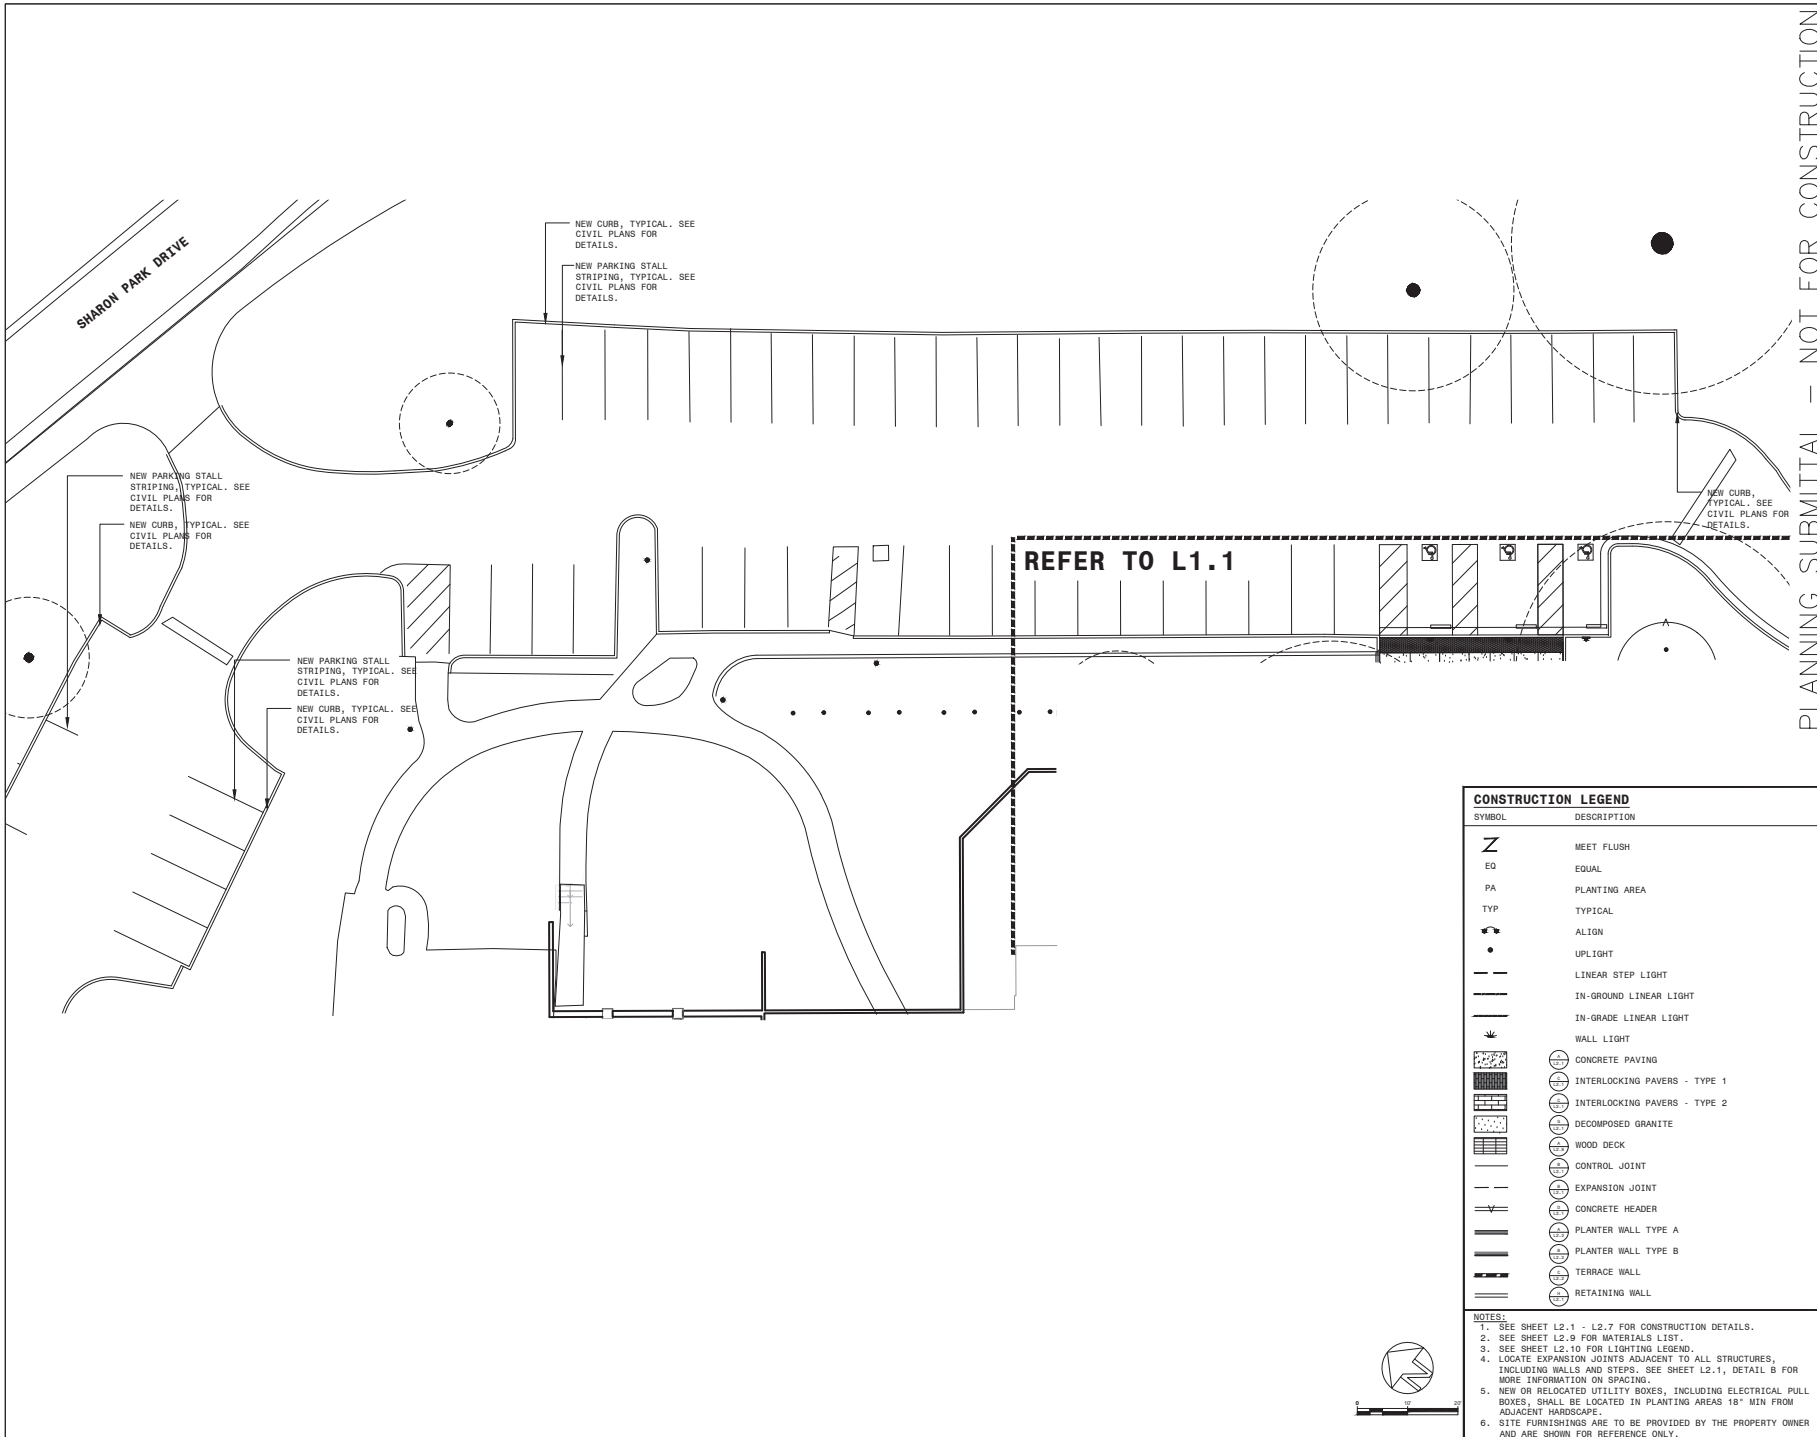 PLANNING SUBMITTAL – NOT FOR CONSTRUCTION
SHARON PARK DRIVE
NEW CURB, TYPICAL. SEE
CIVIL PLANS FOR
DETAILS.
NEW PARKING STALL
STRIPING, TYPICAL. SEE
CIVIL PLANS FOR
DETAILS.
NEW PARKING STALL
STRIPING, TYPICAL. SEE
CIVIL PLANS FOR
DETAILS.
NEW CURB, TYPICAL. SEE
CIVIL PLANS FOR
DETAILS.
NEW CURB,
TYPICAL. SEE
CIVIL PLANS FOR
DETAILS.
REFER TO L1.1
NEW PARKING STALL
STRIPING, TYPICAL. SEE
CIVIL PLANS FOR
DETAILS.
NEW CURB, TYPICAL. SEE
CIVIL PLANS FOR
DETAILS.
CONSTRUCTION LEGEND
SYMBOL DESCRIPTION
MEET FLUSH
EQ EQUAL
PA PLANTING AREA
TYP TYPICAL
ALIGN
UPLIGHT
LINEAR STEP LIGHT
IN-GROUND LINEAR LIGHT
IN-GRADE LINEAR LIGHT
WALL LIGHT
CONCRETE PAVING
INTERLOCKING PAVERS - TYPE 1
INTERLOCKING PAVERS - TYPE 2
DECOMPOSED GRANITE
WOOD DECK
CONTROL JOINT
EXPANSION JOINT
CONCRETE HEADER
PLANTER WALL TYPE A
PLANTER WALL TYPE B
TERRACE WALL
RETAINING WALL
NOTES:
1. SEE SHEET L2.1 - L2.7 FOR CONSTRUCTION DETAILS.
2. SEE SHEET L2.9 FOR MATERIALS LIST.
3. SEE SHEET L2.10 FOR LIGHTING LEGEND.
4. LOCATE EXPANSION JOINTS ADJACENT TO ALL STRUCTURES,
INCLUDING WALLS AND STEPS. SEE SHEET L2.1, DETAIL B FOR
MORE INFORMATION ON SPACING.
5. NEW OR RELOCATED UTILITY BOXES, INCLUDING ELECTRICAL PULL
BOXES, SHALL BE LOCATED IN PLANTING AREAS 18" MIN FROM
ADJACENT HARDSCAPE.
6. SITE FURNISHINGS ARE TO BE PROVIDED BY THE PROPERTY OWNER
AND ARE SHOWN FOR REFERENCE ONLY.
0 10' 20'